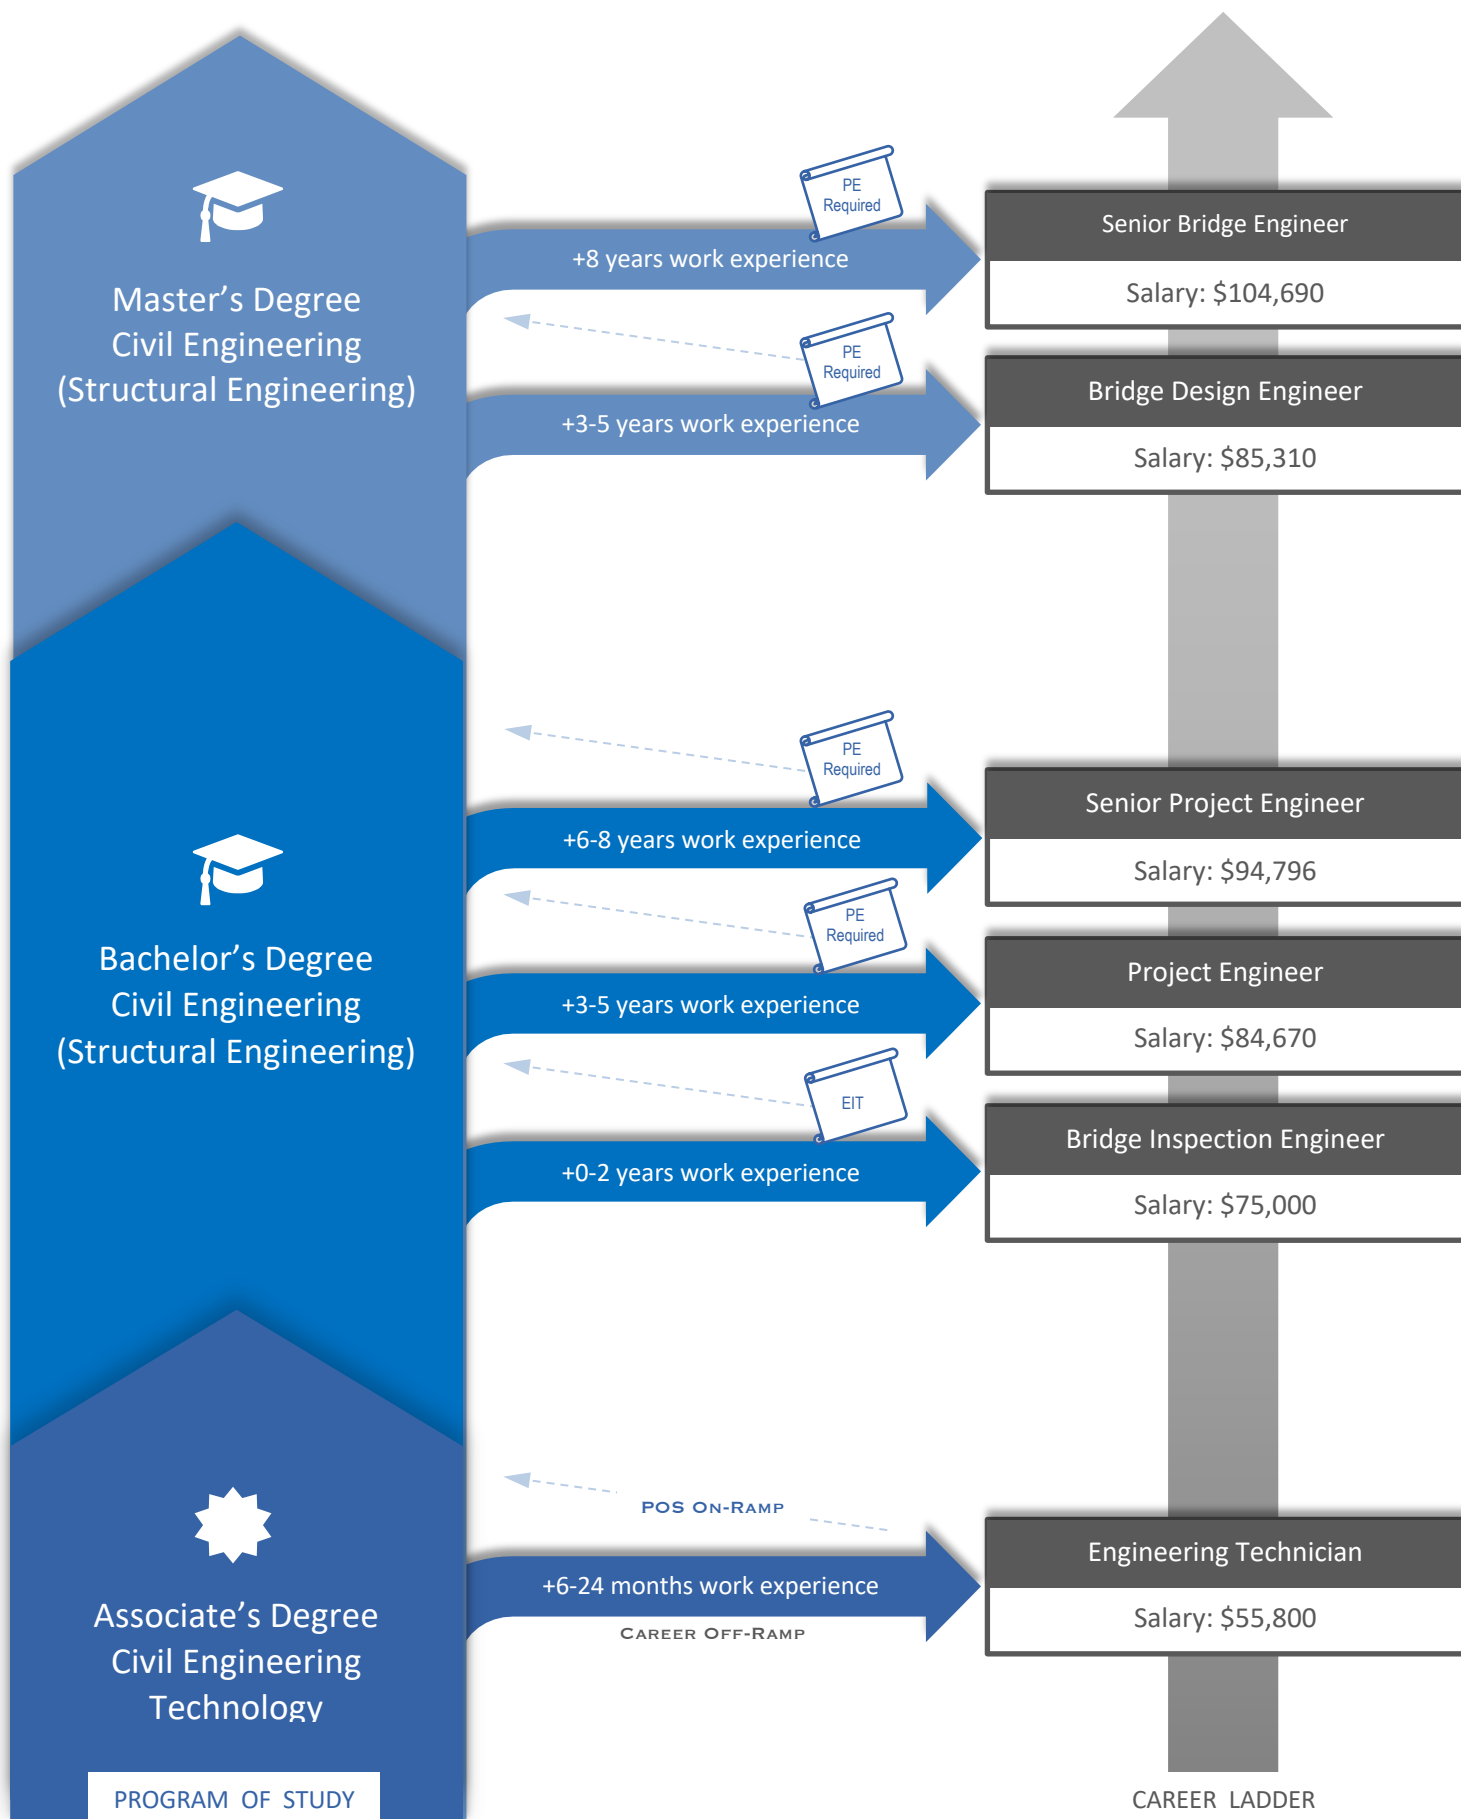 PE
Required
Senior Bridge Engineer
+8 years work experience
Salary: $104,690
Master’s Degree
Civil Engineering
(Structural Engineering)
PE
Required
Bridge Design Engineer
+3-5 years work experience
Salary: $85,310
PE
Required
Senior Project Engineer
+6-8 years work experience
Salary: $94,796
PE
Required
Bachelor’s Degree
Civil Engineering
(Structural Engineering)
Project Engineer
+3-5 years work experience
Salary: $84,670
EIT
Bridge Inspection Engineer
+0-2 years work experience
Salary: $75,000
POS On-Ramp
Engineering Technician
+6-24 months work experience
Salary: $55,800
Career Off-Ramp
Associate’s Degree
Civil Engineering
Technology
PROGRAM OF STUDY
CAREER LADDER